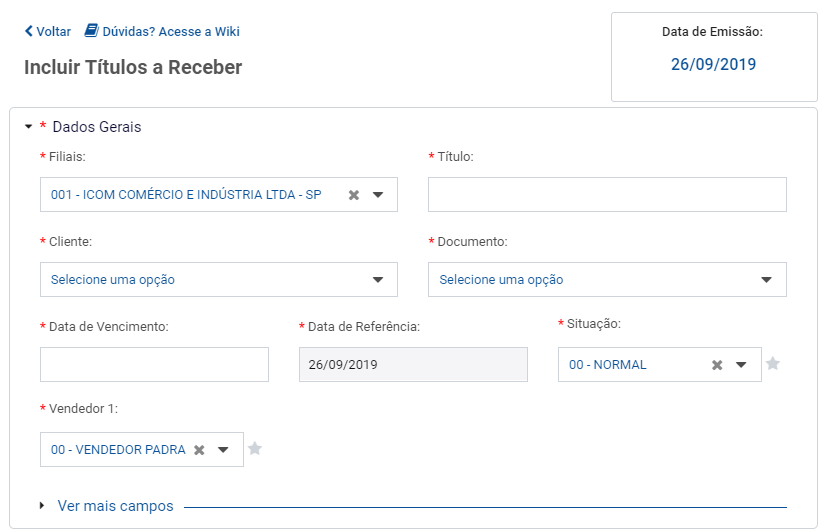 Voltar Dúvidas? Acesse a Wiki
Data de Emissão:
26/09/2019
Incluir Títulos a Receber
* Dados Gerais
* Filiais:
* Título:
001 - ICOM COMÉRCIO E INDÚSTRIA LTDA - SP
* Cliente:
* Documento:
Selecione uma opção
Selecione uma opção
* Data de Vencimento:
* Data de Referência:
* Situação:
26/09/2019
00 - NORMAL
* Vendedor 1:
00 - VENDEDOR PADRA
Ver mais campos